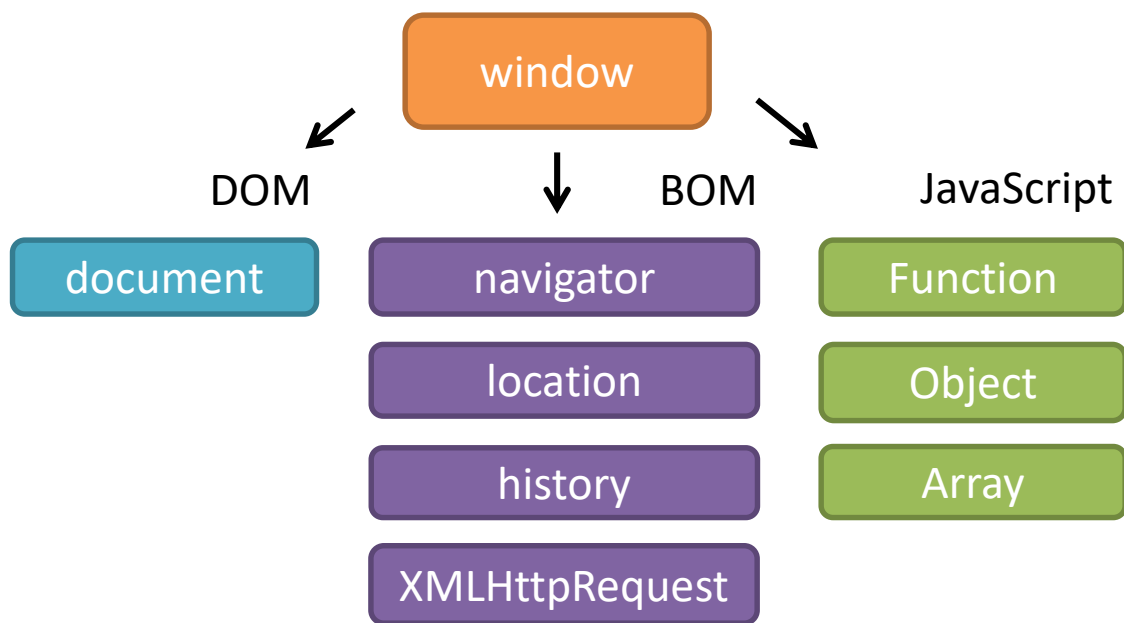 window
DOM
BOM
JavaScript
document
navigator
Function
location
Object
history
Array
XMLHttpRequest